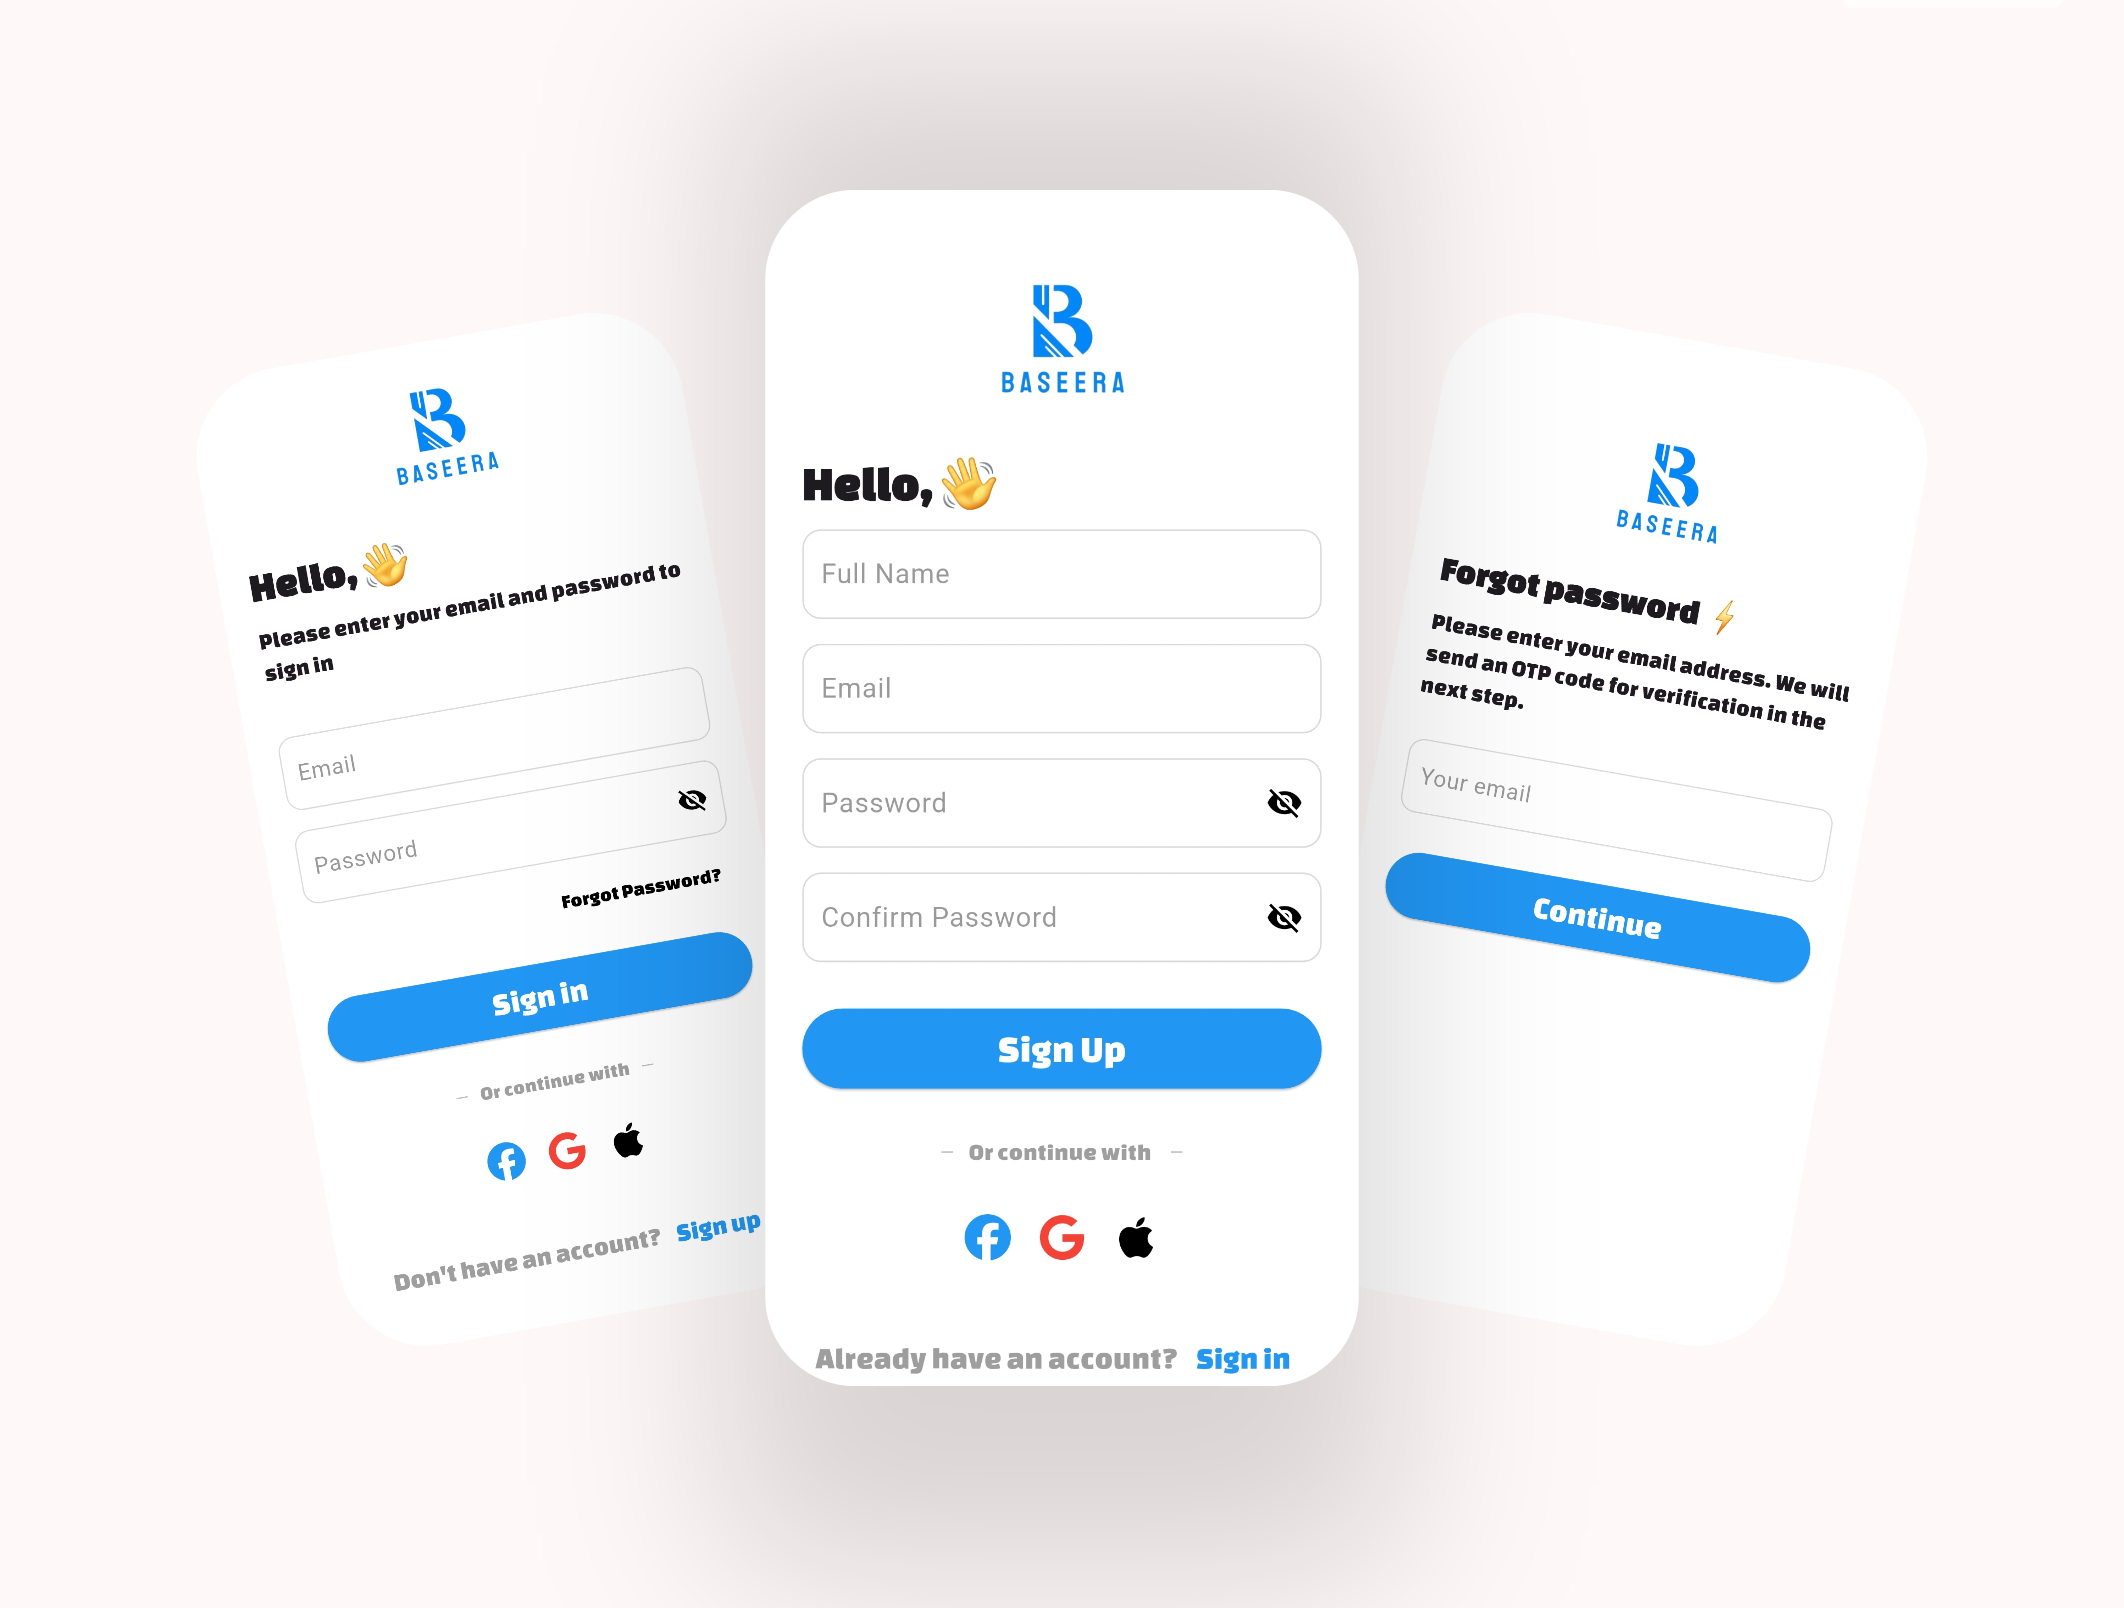 BASEERA
Hello,👋
Please enter your email and password to
sign in
Email
Password
Forgot Password?
Sign in
Or continue with
Don't have an account? Sign up
BASEERA
Hello,👋
Full Name
Email
Password
Confirm Password
Sign Up
Or continue with
Already have an account? Sign in
BASEERA
Forgot password ⚡
Please enter your email address. We will
send an OTP code for verification in the
next step.
Your email
Continue